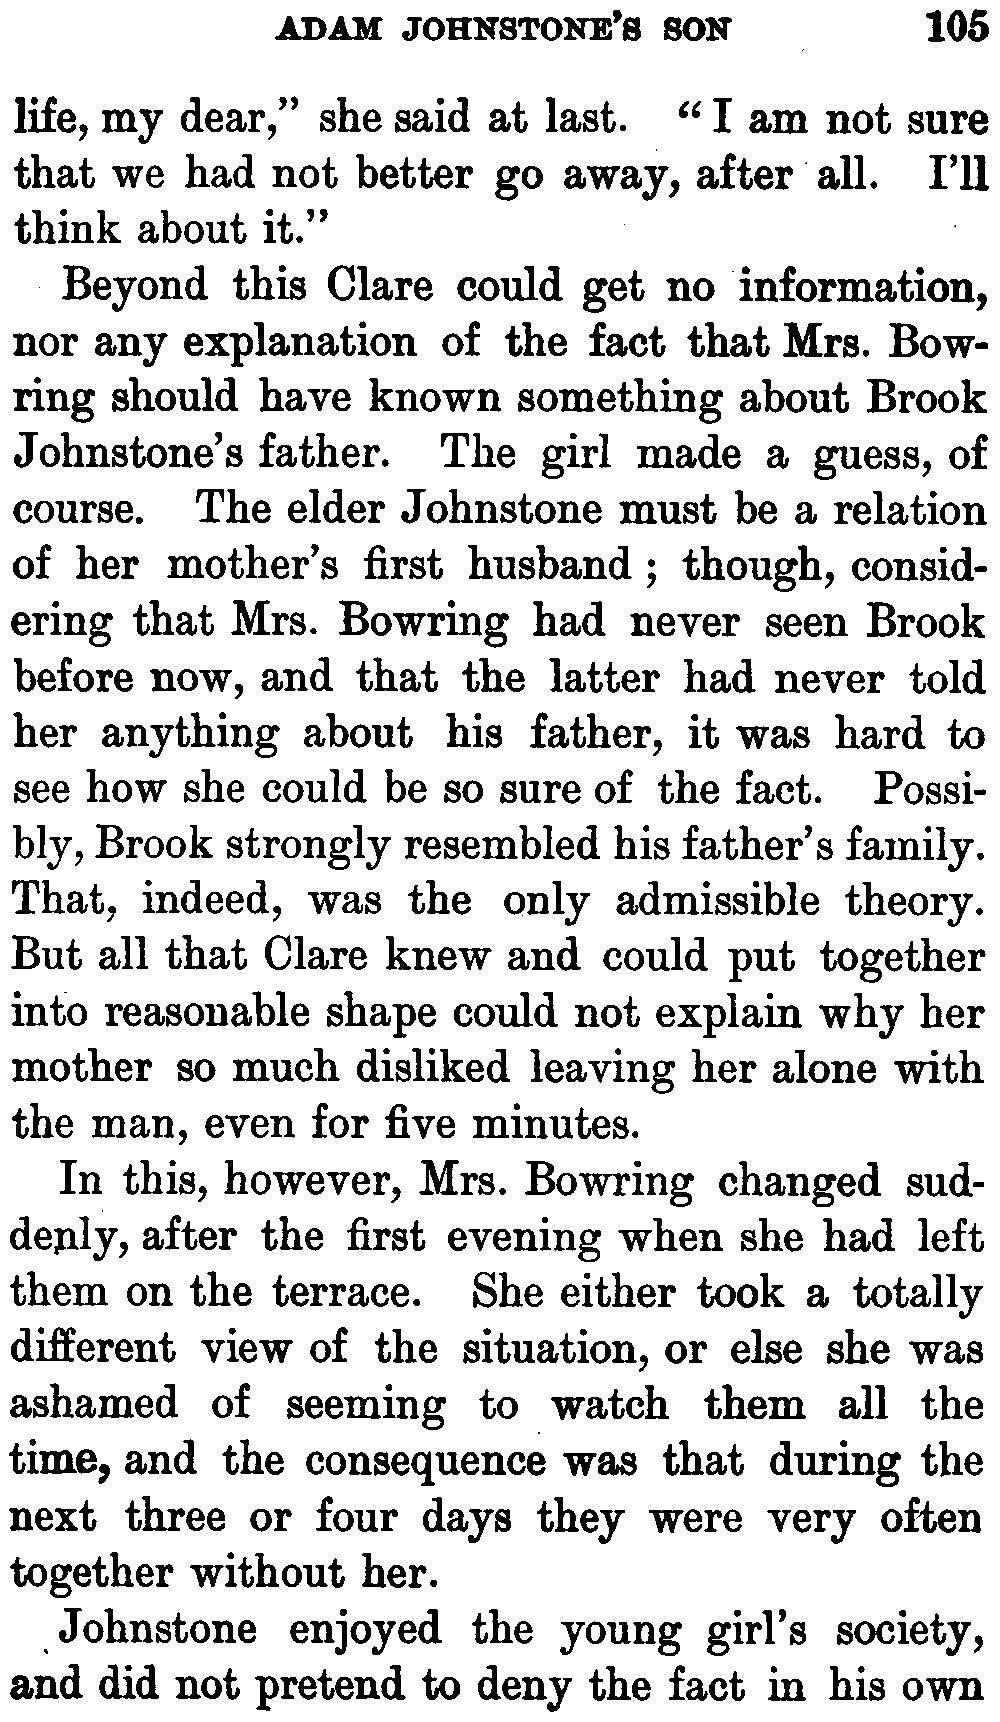 ADAM JOHNSTONE'S SON 105
life, my dear," she said at last. "I am not sure
that we had not better go away, after all. I'll
think about it."
Beyond this Clare could get no information,
nor any explanation of the fact that Mrs. Bow-
ring should have known something about Brook
Johnstone's father. The girl made a guess, of
course. The elder Johnstone must be a relation
of her mother's first husband; though, consid-
ering that Mrs. Bowring had never seen Brook
before now, and that the latter had never told
her anything about his father, it was hard to
see how she could be so sure of the fact. Possi-
bly, Brook strongly resembled his father's family.
That, indeed, was the only admissible theory.
But all that Clare knew and could put together
into reasonable shape could not explain why her
mother so much disliked leaving her alone with
the man, even for five minutes.
In this, however, Mrs. Bowring changed sud-
denly, after the first evening when she had left
them on the terrace. She either took a totally
different view of the situation, or else she was
ashamed of seeming to watch them all the
time, and the consequence was that during the
next three or four days they were very often
together without her.
Johnstone enjoyed the young girl's society,
and did not pretend to deny the fact in his own